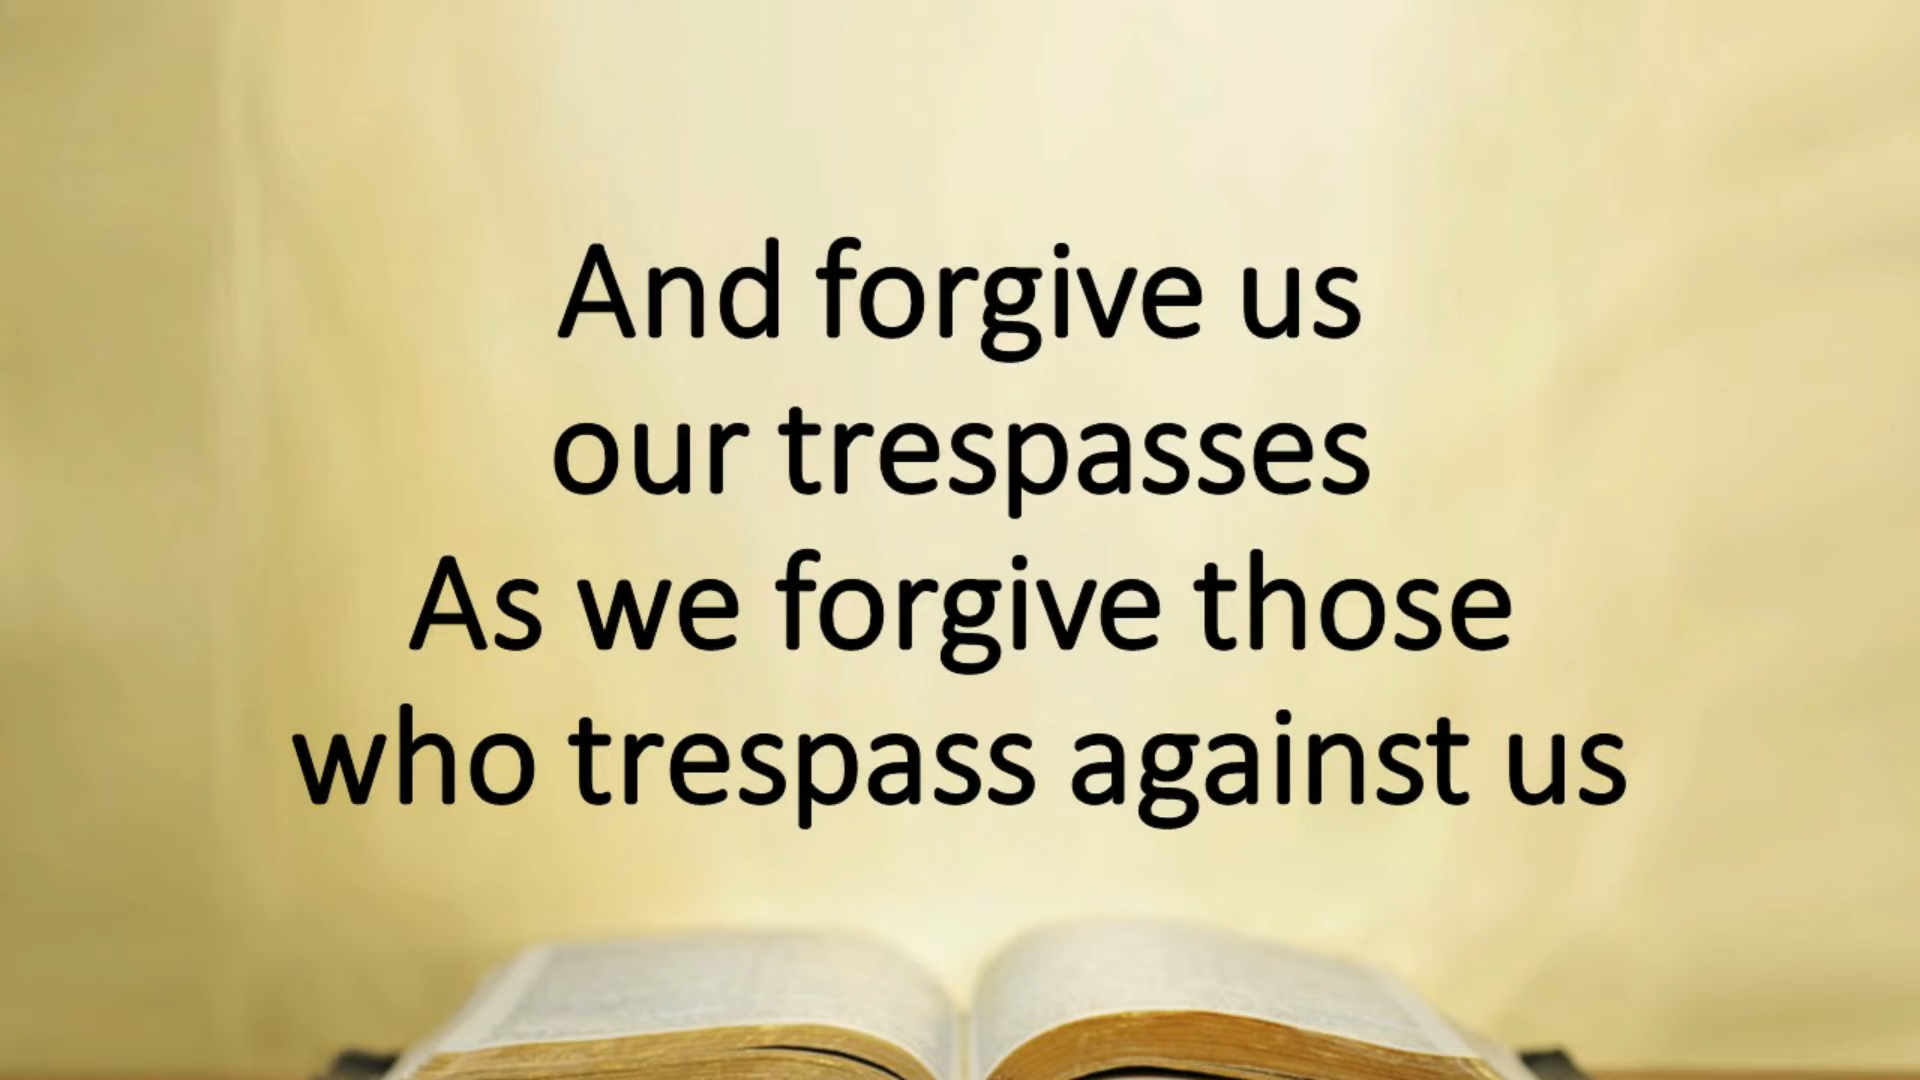 And forgive us
our trespasses
As we forgive those
who trespass against us